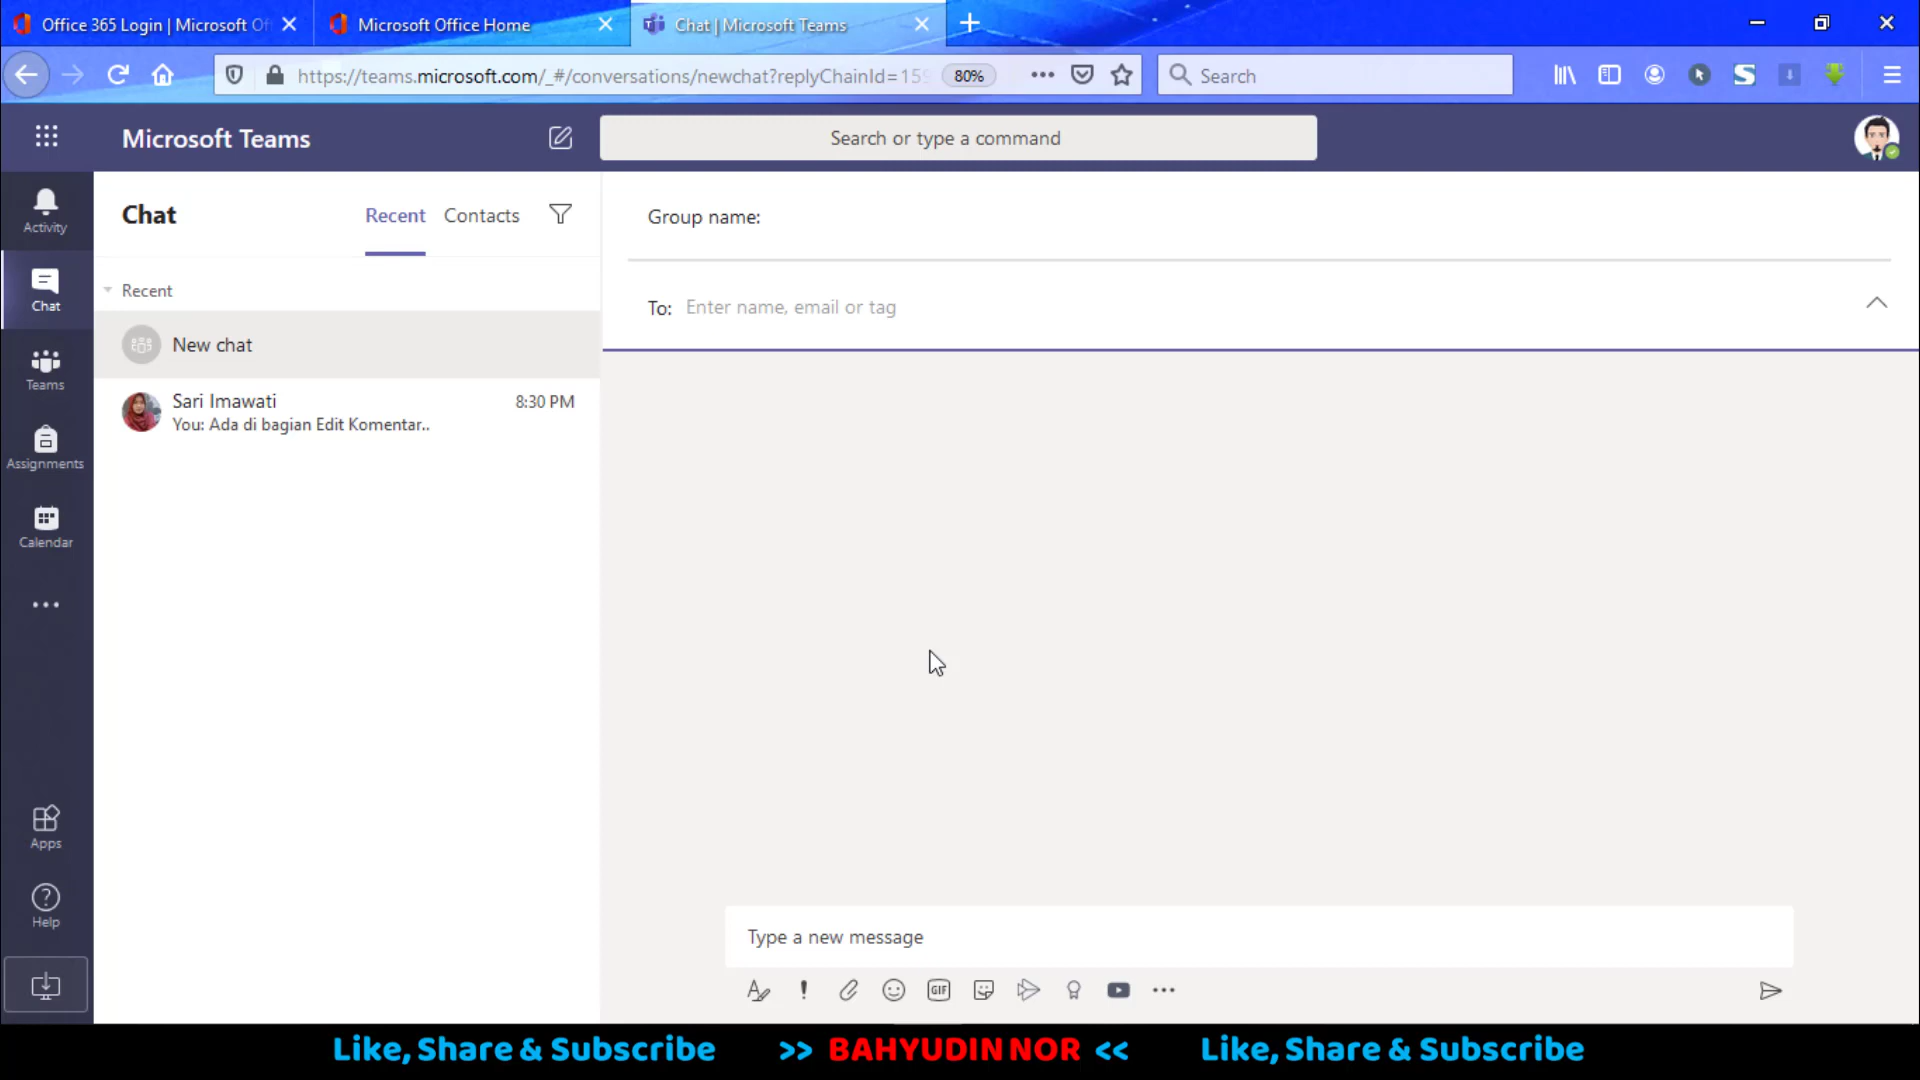 Office 365 Login | Microsoft Of
Microsoft Office Home
Chat | Microsoft Teams
https://teams.microsoft.com/_#/conversations/newchat?replyChainId=159
80%
Search
Microsoft Teams
Search or type a command
Activity
Chat
Teams
Assignments
Calendar
Apps
Help
Chat
Recent
Contacts
Recent
New chat
Sari Imawati
8:30 PM
You: Ada di bagian Edit Komentar..
Group name:
To: Enter name, email or tag
Type a new message
GIF
Like, Share & Subscribe >> BAHYUDIN NOR << Like, Share & Subscribe